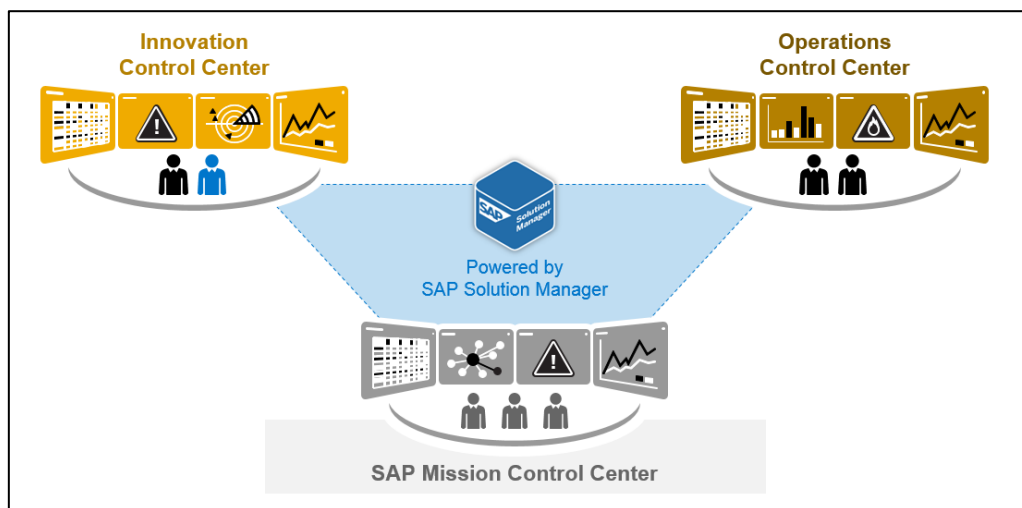 Innovation
Control Center
Operations
Control Center
!
SAP
Solution
Manager
Powered by
SAP Solution Manager
!
SAP Mission Control Center